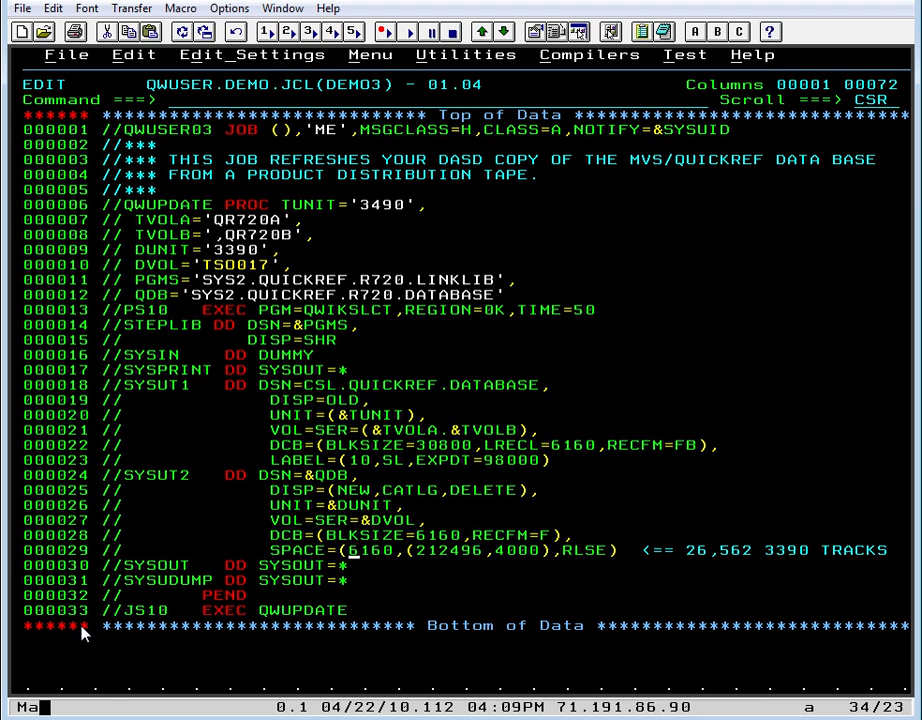 File Edit Font Transfer Macro Options Window Help
1 2 3 4 5 A B C ?
File Edit Edit_Settings Menu Utilities Compilers Test Help
EDIT QWUSER.DEMO.JCL(DEMO3) - 01.04 Columns 00001 00072
Command ===> Scroll ===> CSR
****** **************************** Top of Data *******************************
000001 //QWUSER03 JOB (),'ME',MSGCLASS=H,CLASS=A,NOTIFY=&SYSUID
000002 //***
000003 //*** THIS JOB REFRESHES YOUR DASD COPY OF THE MVS/QUICKREF DATA BASE
000004 //*** FROM A PRODUCT DISTRIBUTION TAPE.
000005 //***
000006 //QWUPDATE PROC TUNIT='3490',
000007 // TVOLA='QR720A',
000008 // TVOLB=',QR720B',
000009 // DUNIT='3390',
000010 // DVOL='TSO017',
000011 // PGMS='SYS2.QUICKREF.R720.LINKLIB',
000012 // QDB='SYS2.QUICKREF.R720.DATABASE'
000013 //PS10 EXEC PGM=QWIKSLCT,REGION=0K,TIME=50
000014 //STEPLIB DD DSN=&PGMS,
000015 // DISP=SHR
000016 //SYSIN DD DUMMY
000017 //SYSPRINT DD SYSOUT=*
000018 //SYSUT1 DD DSN=CSL.QUICKREF.DATABASE,
000019 // DISP=OLD,
000020 // UNIT=(&TUNIT),
000021 // VOL=SER=(&TVOLA.&TVOLB),
000022 // DCB=(BLKSIZE=30800,LRECL=6160,RECFM=FB),
000023 // LABEL=(10,SL,EXPDT=98000)
000024 //SYSUT2 DD DSN=&QDB,
000025 // DISP=(NEW,CATLG,DELETE),
000026 // UNIT=&DUNIT,
000027 // VOL=SER=&DVOL,
000028 // DCB=(BLKSIZE=6160,RECFM=F),
000029 // SPACE=(6160,(212496,4000),RLSE) <== 26,562 3390 TRACKS
000030 //SYSOUT DD SYSOUT=*
000031 //SYSUDUMP DD SYSOUT=*
000032 // PEND
000033 //JS10 EXEC QWUPDATE
****** **************************** Bottom of Data ****************************
Ma 0.1 04/22/10.112 04:09PM 71.191.86.90 a 34/23